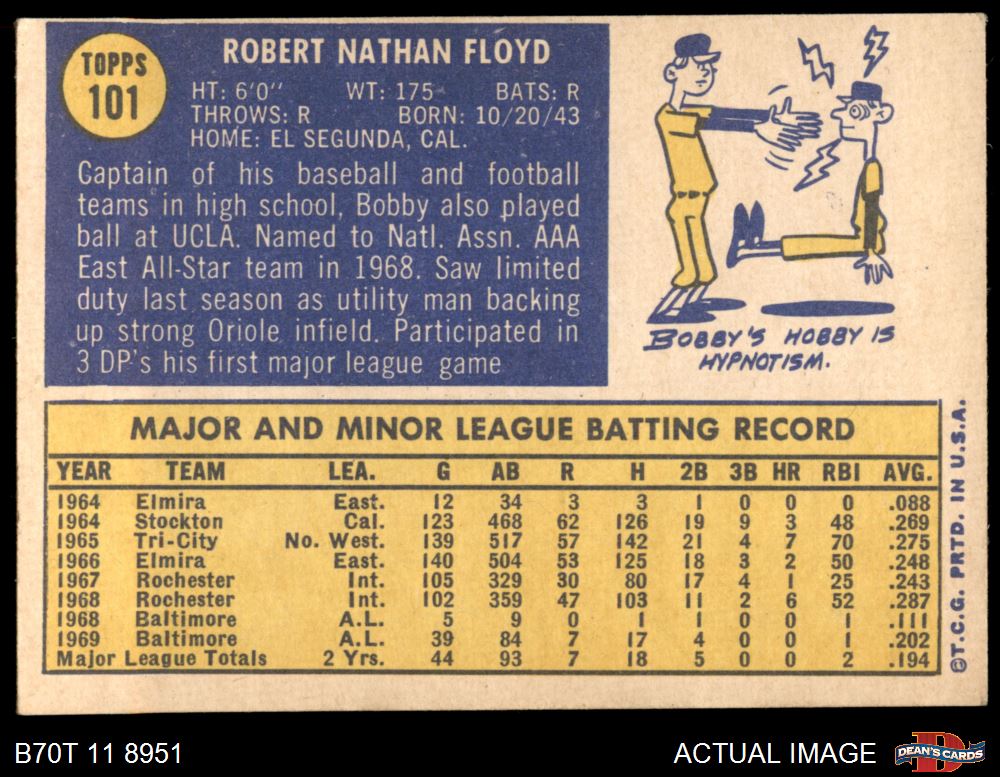 TOPPS
101
ROBERT NATHAN FLOYD
HT: 6'0" WT: 175 BATS: R
THROWS: R BORN: 10/20/43
HOME: EL SEGUNDA, CAL.
Captain of his baseball and football
teams in high school, Bobby also played
ball at UCLA. Named to Natl. Assn. AAA
East All-Star team in 1968. Saw limited
duty last season as utility man backing
up strong Oriole infield. Participated in
3 DP's his first major league game
BOBBY'S HOBBY IS
HYPNOTISM.
MAJOR AND MINOR LEAGUE BATTING RECORD
YEAR TEAM LEA. G AB R H 2B 3B HR RBI AVG.
1964 Elmira East. 12 34 3 3 1 0 0 0 .088
1964 Stockton Cal. 123 468 62 126 19 9 3 48 .269
1965 Tri-City No. West. 139 517 57 142 21 4 7 70 .275
1966 Elmira East. 140 504 53 125 18 3 2 50 .248
1967 Rochester Int. 105 329 30 80 17 4 1 25 .243
1968 Rochester Int. 102 359 47 103 11 2 6 52 .287
1968 Baltimore A.L. 5 9 0 1 1 0 0 1 .111
1969 Baltimore A.L. 39 84 7 17 4 0 0 1 .202
Major League Totals 2 Yrs. 44 93 7 18 5 0 0 2 .194
©T.C.G. PRTD. IN U.S.A.
B70T 11 8951
ACTUAL IMAGE
D
DEAN'S CARDS